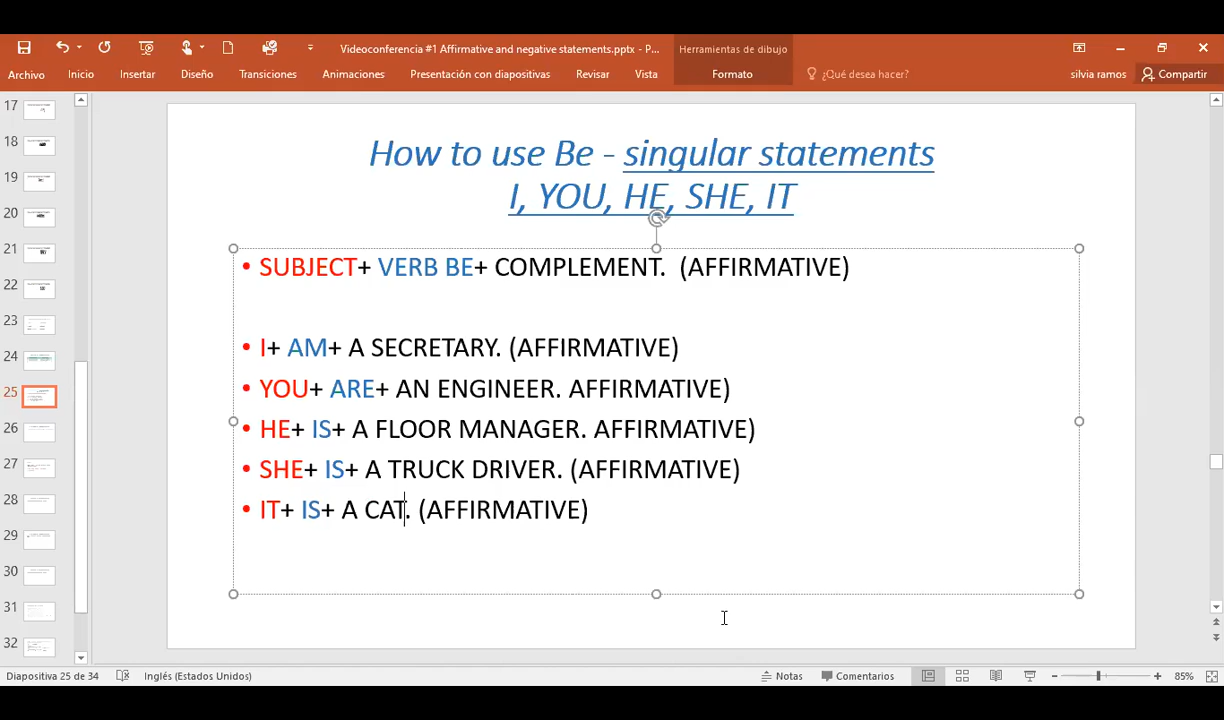 Videoconferencia #1 Affirmative and negative statements.pptx - P...
Herramientas de dibujo
Archivo
Inicio
Insertar
Diseño
Transiciones
Animaciones
Presentación con diapositivas
Revisar
Vista
Formato
¿Qué desea hacer?
silvia ramos
Compartir
17
18
19
20
21
22
23
24
25
26
27
28
29
30
31
32
How to use Be - singular statements
I, YOU, HE, SHE, IT
• SUBJECT+ VERB BE+ COMPLEMENT. (AFFIRMATIVE)
• I+ AM+ A SECRETARY. (AFFIRMATIVE)
• YOU+ ARE+ AN ENGINEER. AFFIRMATIVE)
• HE+ IS+ A FLOOR MANAGER. AFFIRMATIVE)
• SHE+ IS+ A TRUCK DRIVER. (AFFIRMATIVE)
• IT+ IS+ A CAT. (AFFIRMATIVE)
Diapositiva 25 de 34
Inglés (Estados Unidos)
Notas
Comentarios
85%